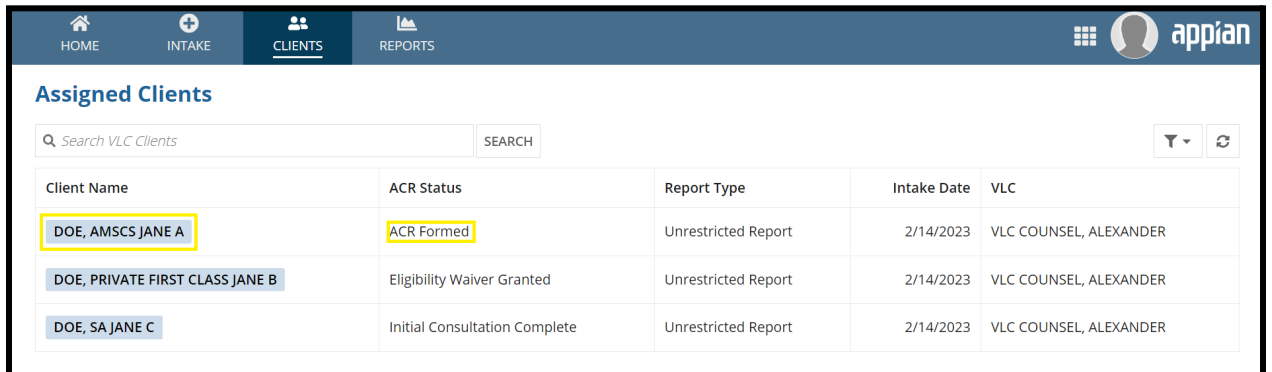 HOME INTAKE CLIENTS REPORTS appian
Assigned Clients
Search VLC Clients SEARCH
Client Name ACR Status Report Type Intake Date VLC
DOE, AMSCS JANE A ACR Formed Unrestricted Report 2/14/2023 VLC COUNSEL, ALEXANDER
DOE, PRIVATE FIRST CLASS JANE B Eligibility Waiver Granted Unrestricted Report 2/14/2023 VLC COUNSEL, ALEXANDER
DOE, SA JANE C Initial Consultation Complete Unrestricted Report 2/14/2023 VLC COUNSEL, ALEXANDER